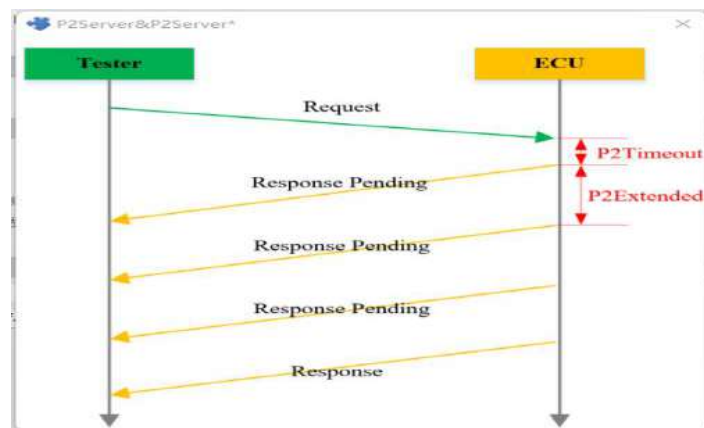 P2Server&P2Server*
Tester
ECU
Request
P2Timeout
Response Pending
P2Extended
Response Pending
Response Pending
Response